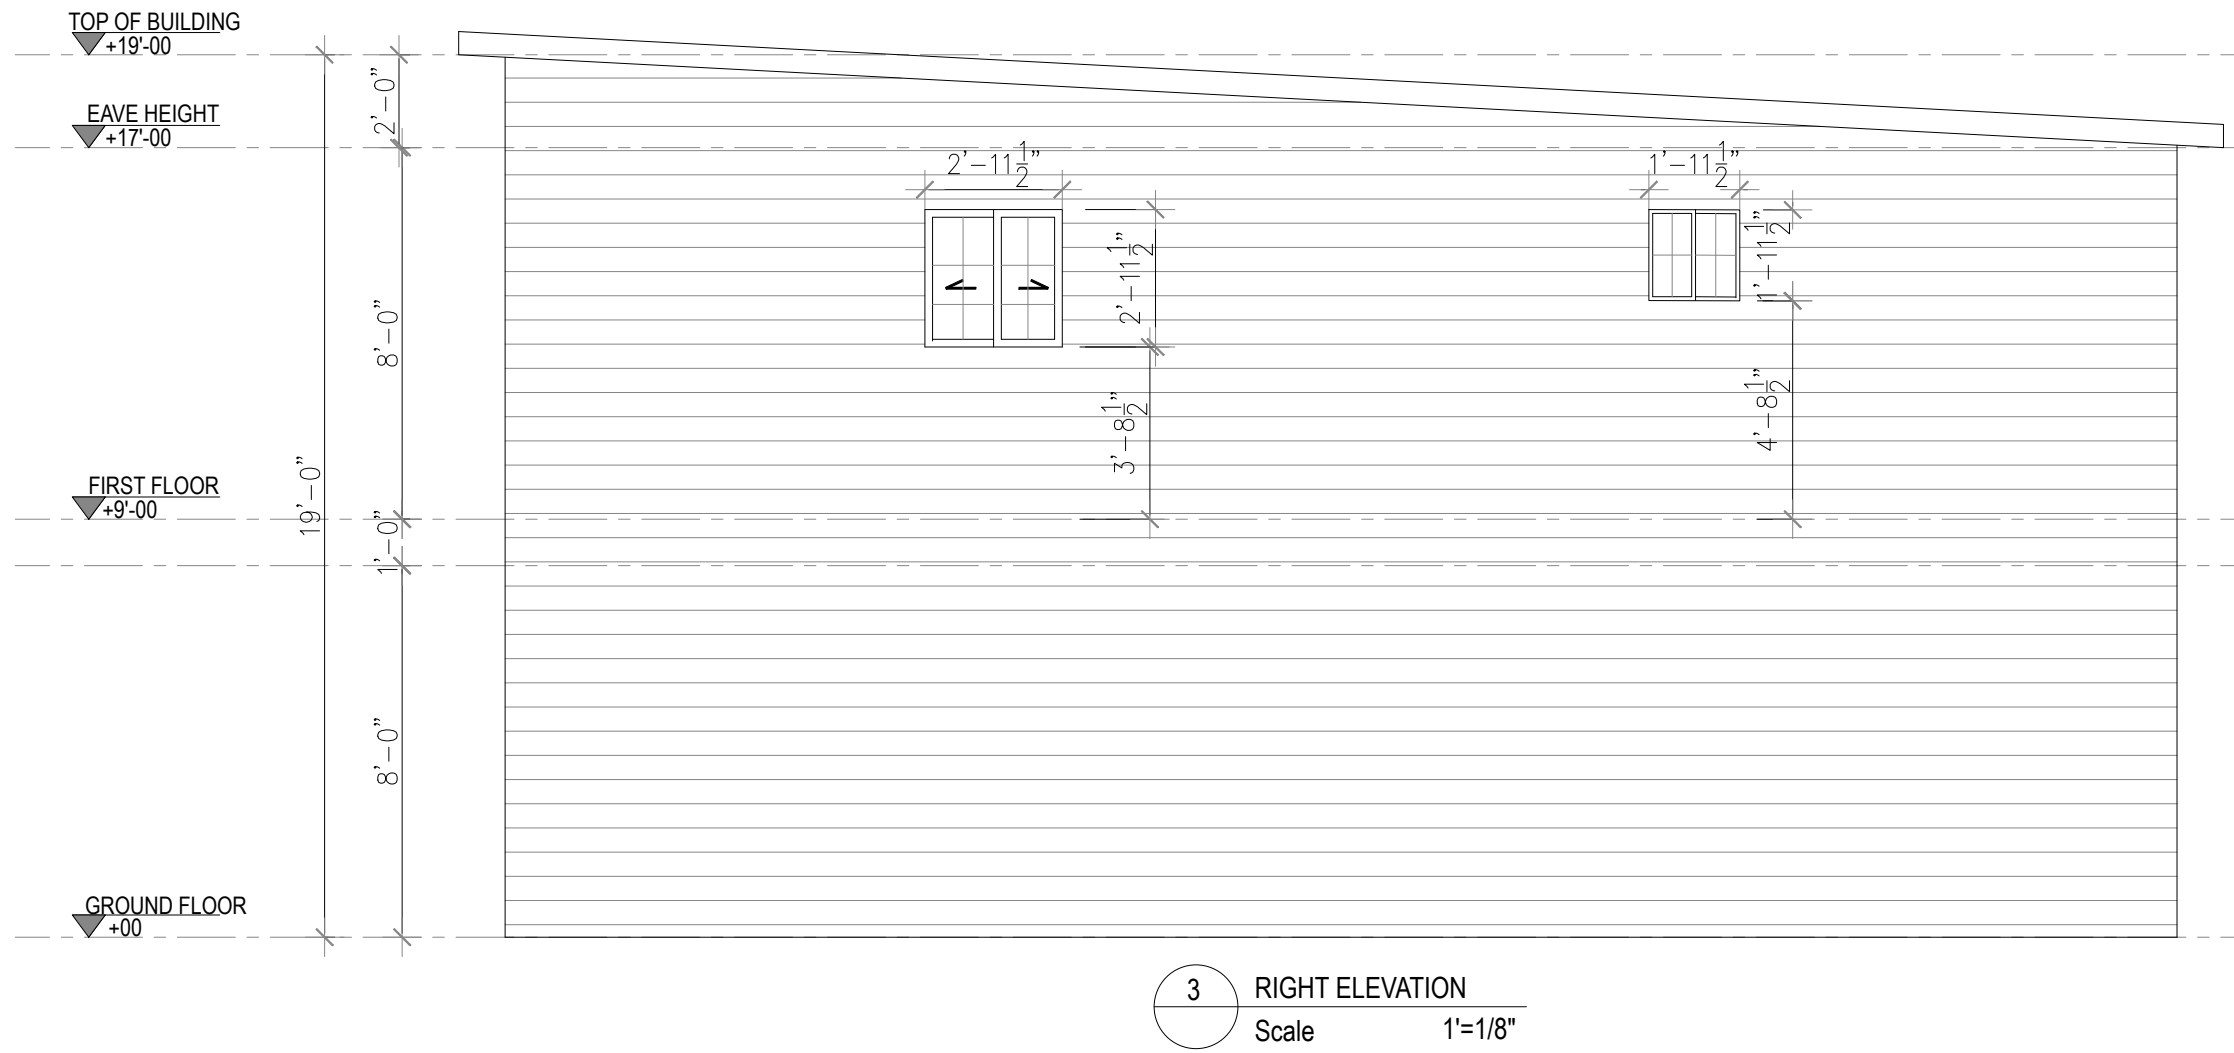 TOP OF BUILDING
+19'-00
EAVE HEIGHT
+17'-00
FIRST FLOOR
+9'-00
GROUND FLOOR
+00
19'-0"
2'-0"
8'-0"
1'-0"
8'-0"
2'-11 1/2"
2'-11 1/2"
3'-8 1/2"
1'-11 1/2"
1'-11 1/2"
4'-8 1/2"
3
RIGHT ELEVATION
Scale 1'=1/8"